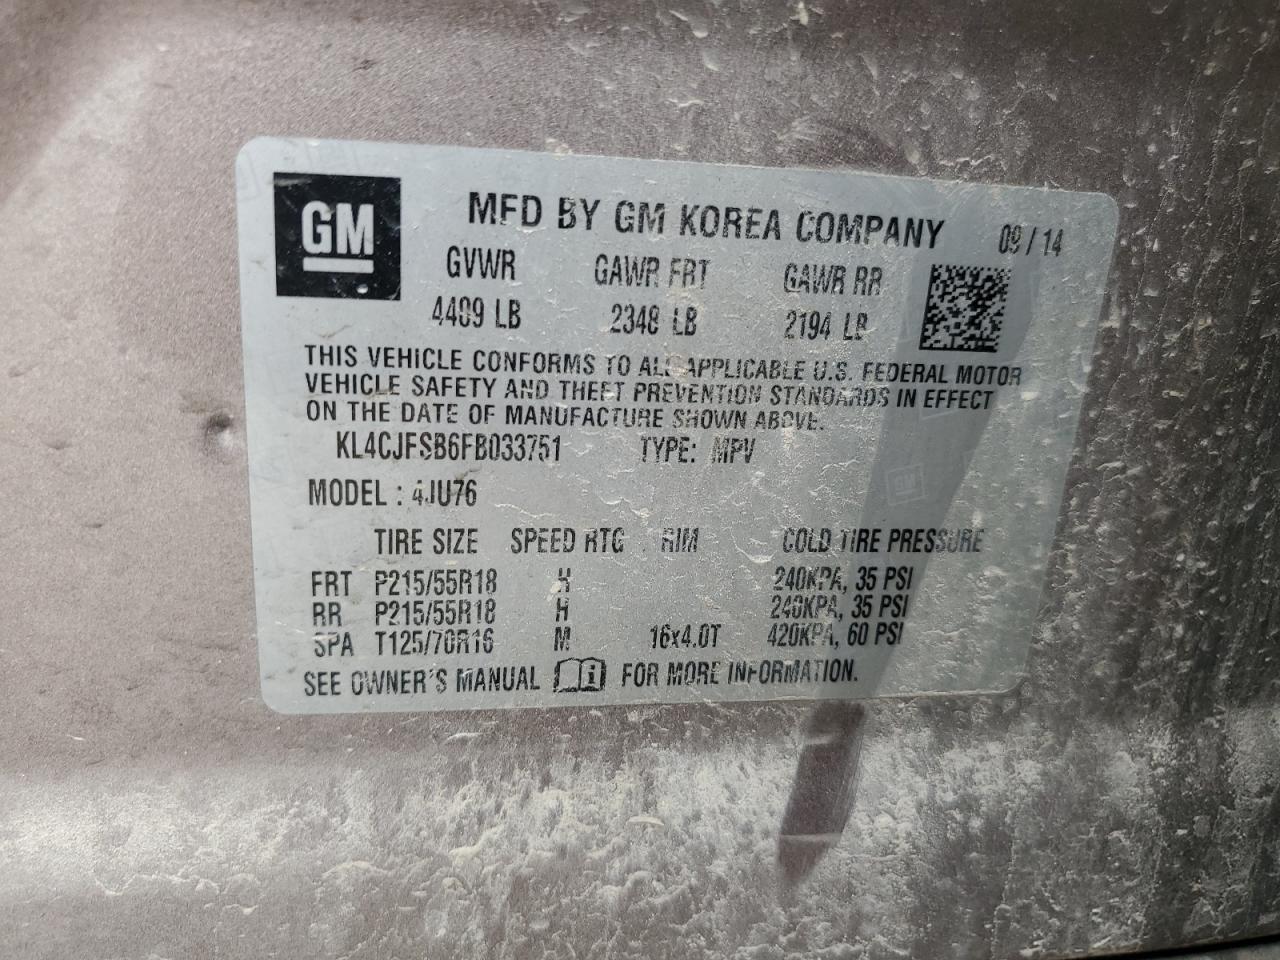 GM
MFD BY GM KOREA COMPANY 09/14
GVWR GAWR FRT GAWR RR
4409 LB 2348 LB 2194 LB
THIS VEHICLE CONFORMS TO ALL APPLICABLE U.S. FEDERAL MOTOR
VEHICLE SAFETY AND THEFT PREVENTION STANDARDS IN EFFECT
ON THE DATE OF MANUFACTURE SHOWN ABOVE.
KL4CJFSB6FB033751 TYPE: MPV
MODEL : 4JU76
TIRE SIZE SPEED RTG RIM COLD TIRE PRESSURE
FRT P215/55R18 H 240KPA, 35 PSI
RR P215/55R18 H 240KPA, 35 PSI
SPA T125/70R16 M 16x4.0T 420KPA, 60 PSI
SEE OWNER'S MANUAL FOR MORE INFORMATION.